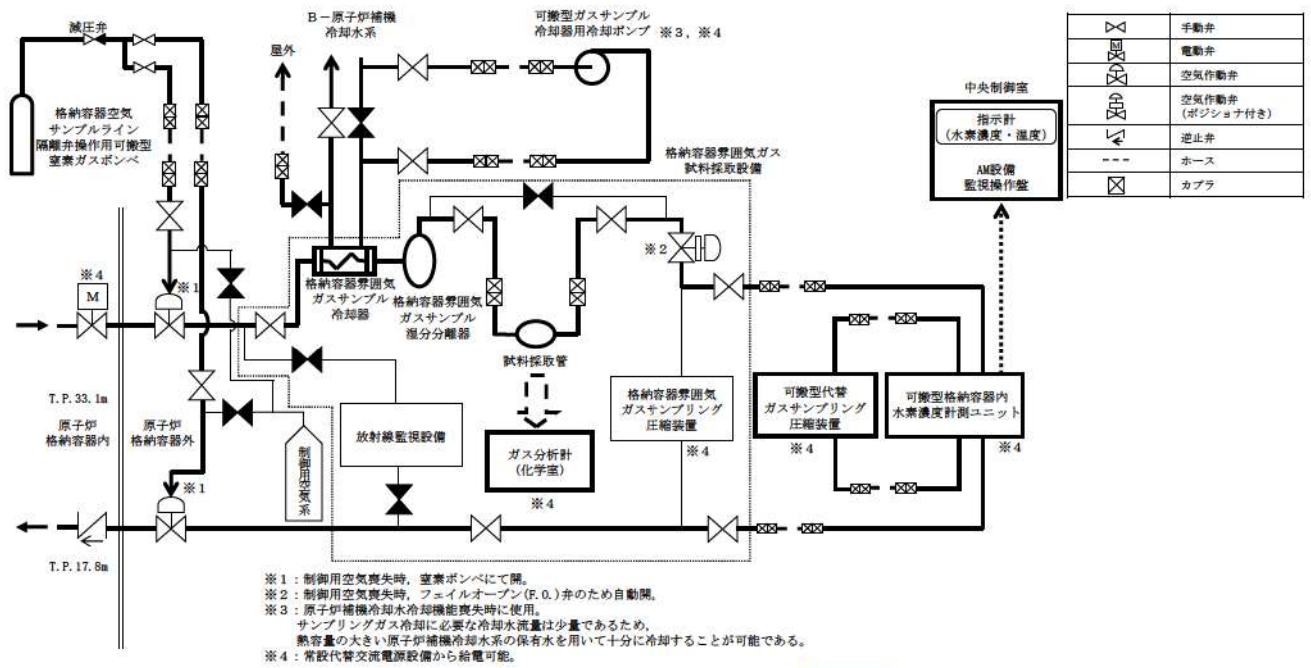 減圧弁
格納容器空気
サンプルライン
隔離弁操作用可搬型
窒素ガスボンベ
屋外
B－原子炉補機
冷却水系
可搬型ガスサンプル
冷却器用冷却ポンプ ※３，※４
格納容器雰囲気ガス
試料採取設備
中央制御室
指示計
(水素濃度・温度)
AM設備
監視操作盤
手動弁
M
電動弁
空気作動弁
空気作動弁
(ポジショナ付き)
逆止弁
ホース
カプラ
※４
M
※１
格納容器雰囲気
ガスサンプル
冷却器
格納容器雰囲気
ガスサンプル
湿分分離器
試料採取管
※２
T.P.33.1m
原子炉
格納容器内
原子炉
格納容器外
※１
制御用空気系
放射線監視設備
ガス分析計
(化学室)
※４
格納容器雰囲気
ガスサンプリング
圧縮装置
※４
可搬型代替
ガスサンプリング
圧縮装置
※４
可搬型格納容器内
水素濃度計測ユニット
※４
T.P.17.8m
※１：制御用空気喪失時，窒素ボンベにて開。
※２：制御用空気喪失時，フェイルオープン(F.O.)弁のため自動開。
※３：原子炉補機冷却水冷却機能喪失時に使用。
サンプリングガス冷却に必要な冷却水流量は少量であるため，
熱容量の大きい原子炉補機冷却水系の保有水を用いて十分に冷却することが可能である。
※４：常設代替交流電源設備から給電可能。